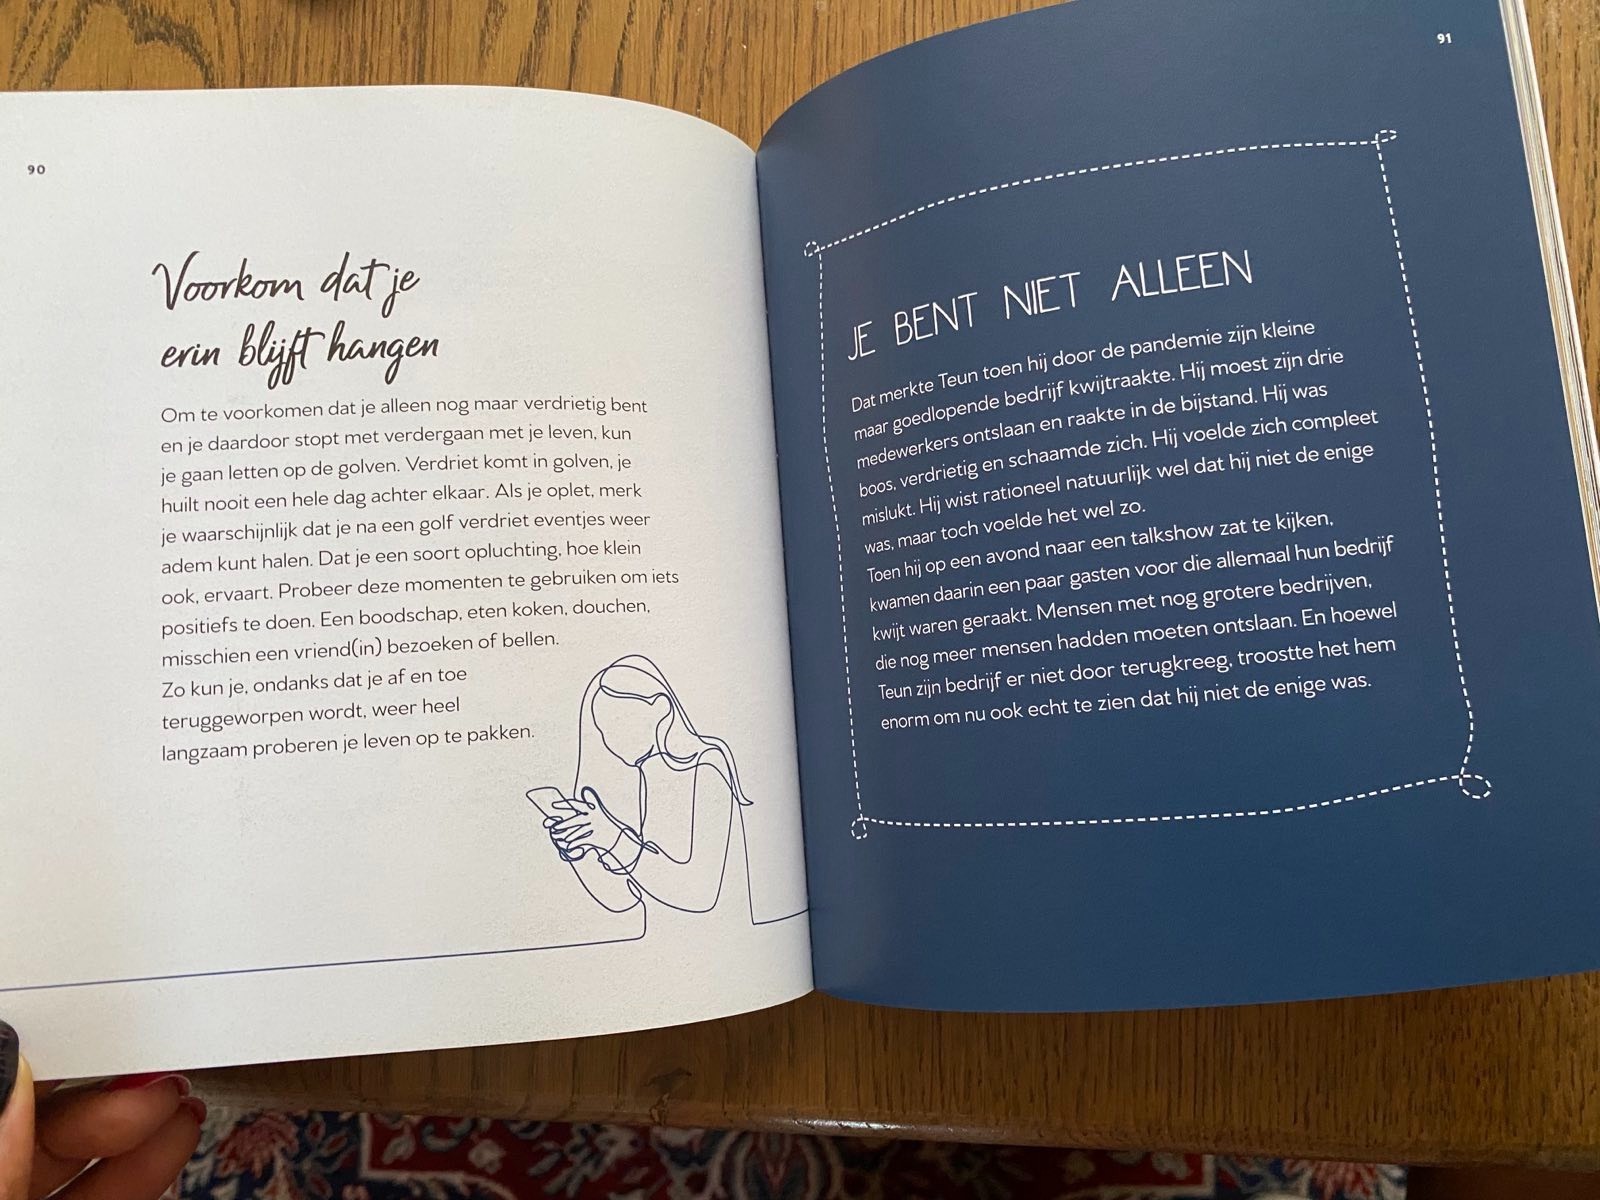 90
Voorkom dat je
erin blijft hangen
Om te voorkomen dat je alleen nog maar verdrietig bent
en je daardoor stopt met verdergaan met je leven, kun
je gaan letten op de golven. Verdriet komt in golven, je
huilt nooit een hele dag achter elkaar. Als je oplet, merk
je waarschijnlijk dat je na een golf verdriet eventjes weer
adem kunt halen. Dat je een soort opluchting, hoe klein
ook, ervaart. Probeer deze momenten te gebruiken om iets
positiefs te doen. Een boodschap, eten koken, douchen,
misschien een vriend(in) bezoeken of bellen.
Zo kun je, ondanks dat je af en toe
teruggeworpen wordt, weer heel
langzaam proberen je leven op te pakken.
91
JE BENT NIET ALLEEN
Dat merkte Teun toen hij door de pandemie zijn kleine
maar goedlopende bedrijf kwijtraakte. Hij moest zijn drie
medewerkers ontslaan en raakte in de bijstand. Hij was
boos, verdrietig en schaamde zich. Hij voelde zich compleet
mislukt. Hij wist rationeel natuurlijk wel dat hij niet de enige
was, maar toch voelde het wel zo.
Toen hij op een avond naar een talkshow zat te kijken,
kwamen daarin een paar gasten voor die allemaal hun bedrijf
kwijt waren geraakt. Mensen met nog grotere bedrijven,
die nog meer mensen hadden moeten ontslaan. En hoewel
Teun zijn bedrijf er niet door terugkreeg, troostte het hem
enorm om nu ook echt te zien dat hij niet de enige was.